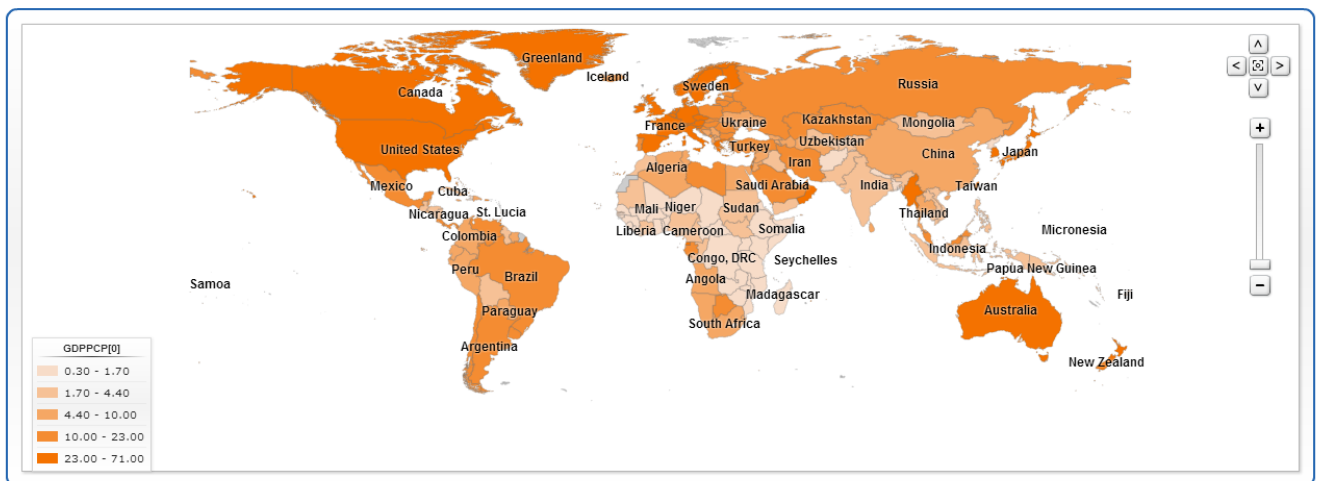 Greenland
Iceland
Canada
Sweden
Russia
France
Ukraine
Kazakhstan
Mongolia
United States
Turkey
Uzbekistan
China
Japan
Algeria
Iran
Mexico
Cuba
Saudi Arabia
India
Taiwan
Nicaragua
St. Lucia
Mali
Niger
Sudan
Thailand
Colombia
Liberia
Cameroon
Somalia
Micronesia
Indonesia
Peru
Brazil
Congo, DRC
Seychelles
Papua New Guinea
Samoa
Angola
Madagascar
Fiji
Paraguay
South Africa
Australia
Argentina
New Zealand
GDPPCP[0]
0.30 - 1.70
1.70 - 4.40
4.40 - 10.00
10.00 - 23.00
23.00 - 71.00